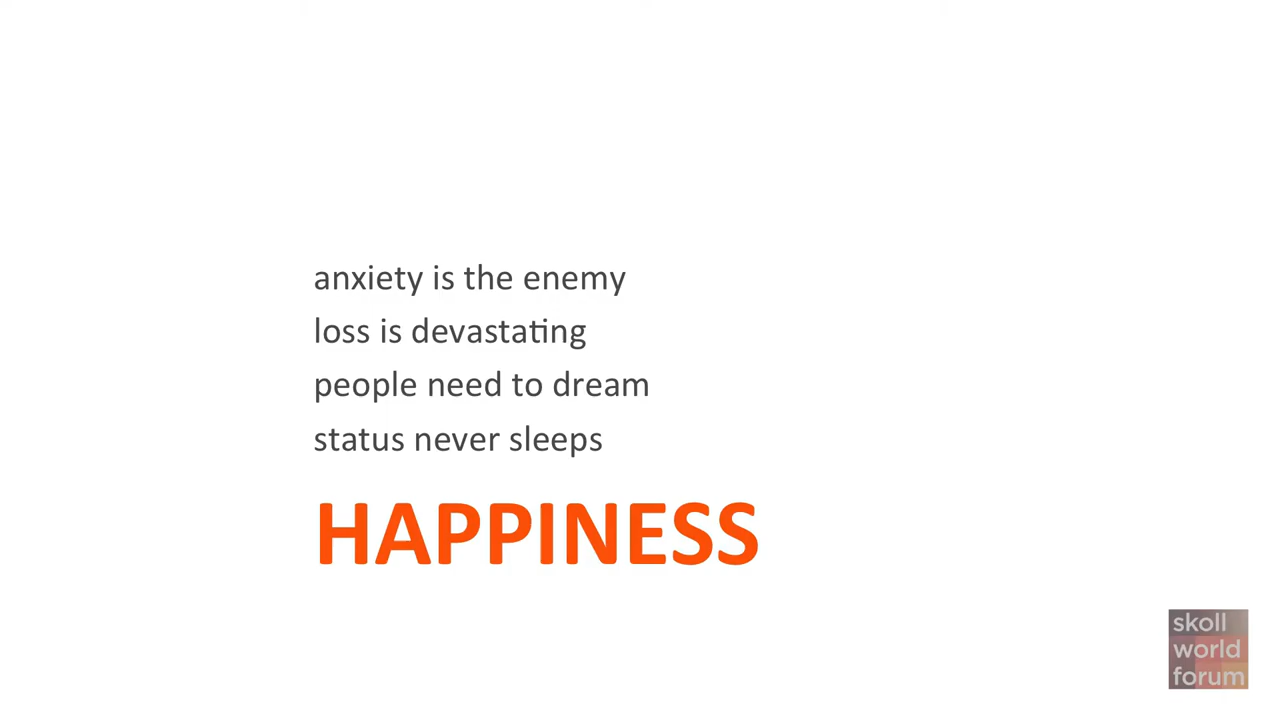 anxiety is the enemy
loss is devastating
people need to dream
status never sleeps
HAPPINESS
skoll
world
forum